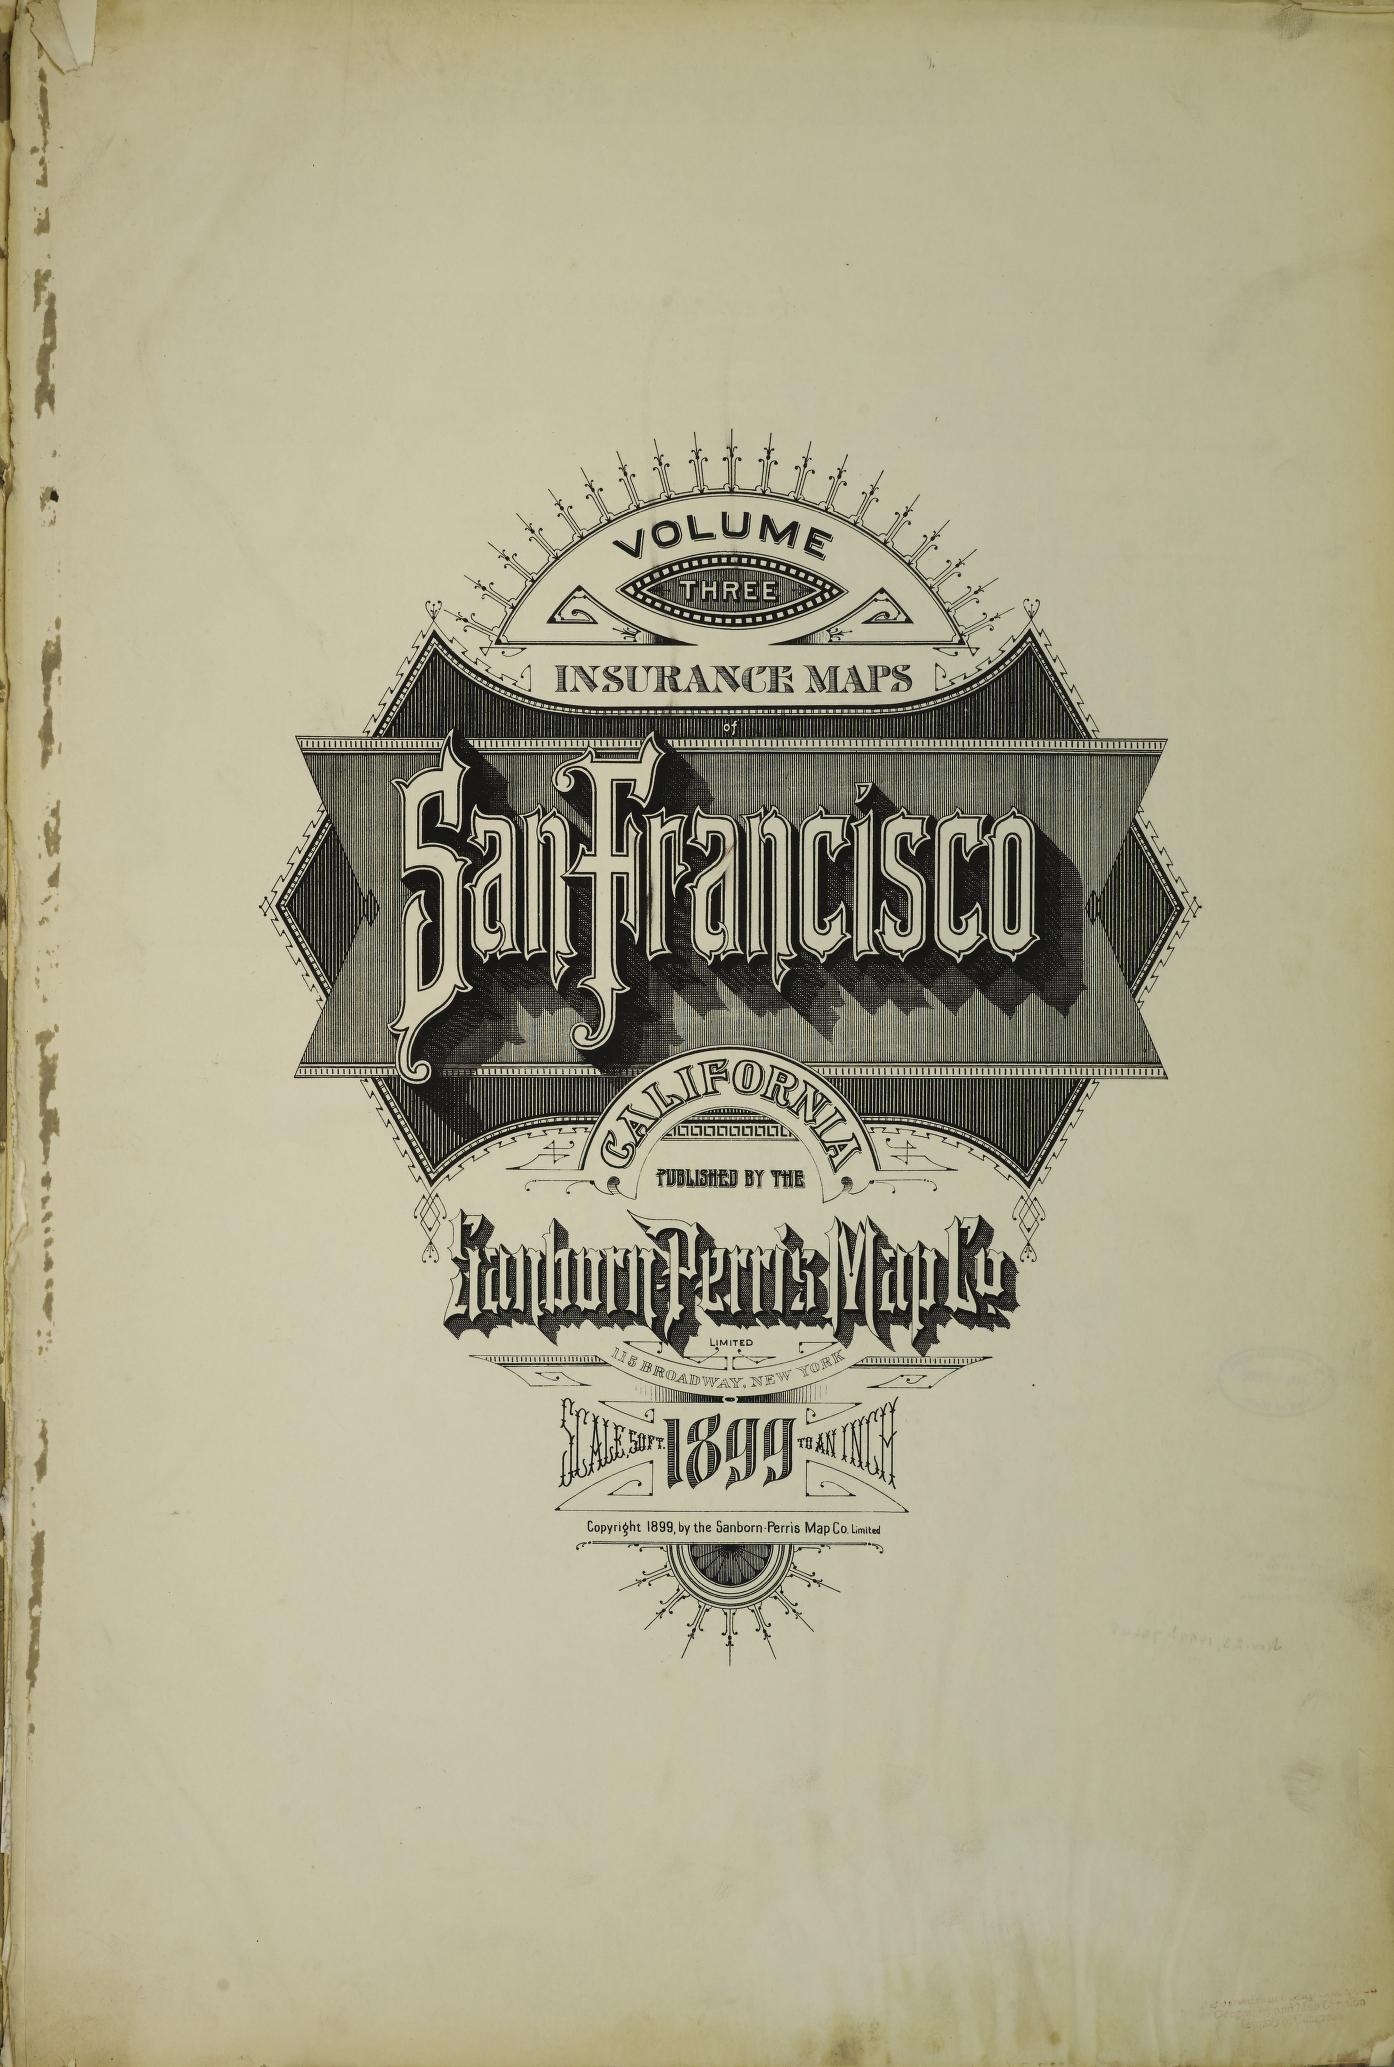 VOLUME
THREE
INSURANCE MAPS
of
San Francisco
CALIFORNIA
PUBLISHED BY THE
Sanborn-Perris Map Co.
LIMITED
115 BROADWAY, NEW YORK
SCALE, 50 FT. 1899 TO AN INCH
Copyright 1899, by the Sanborn-Perris Map Co. Limited